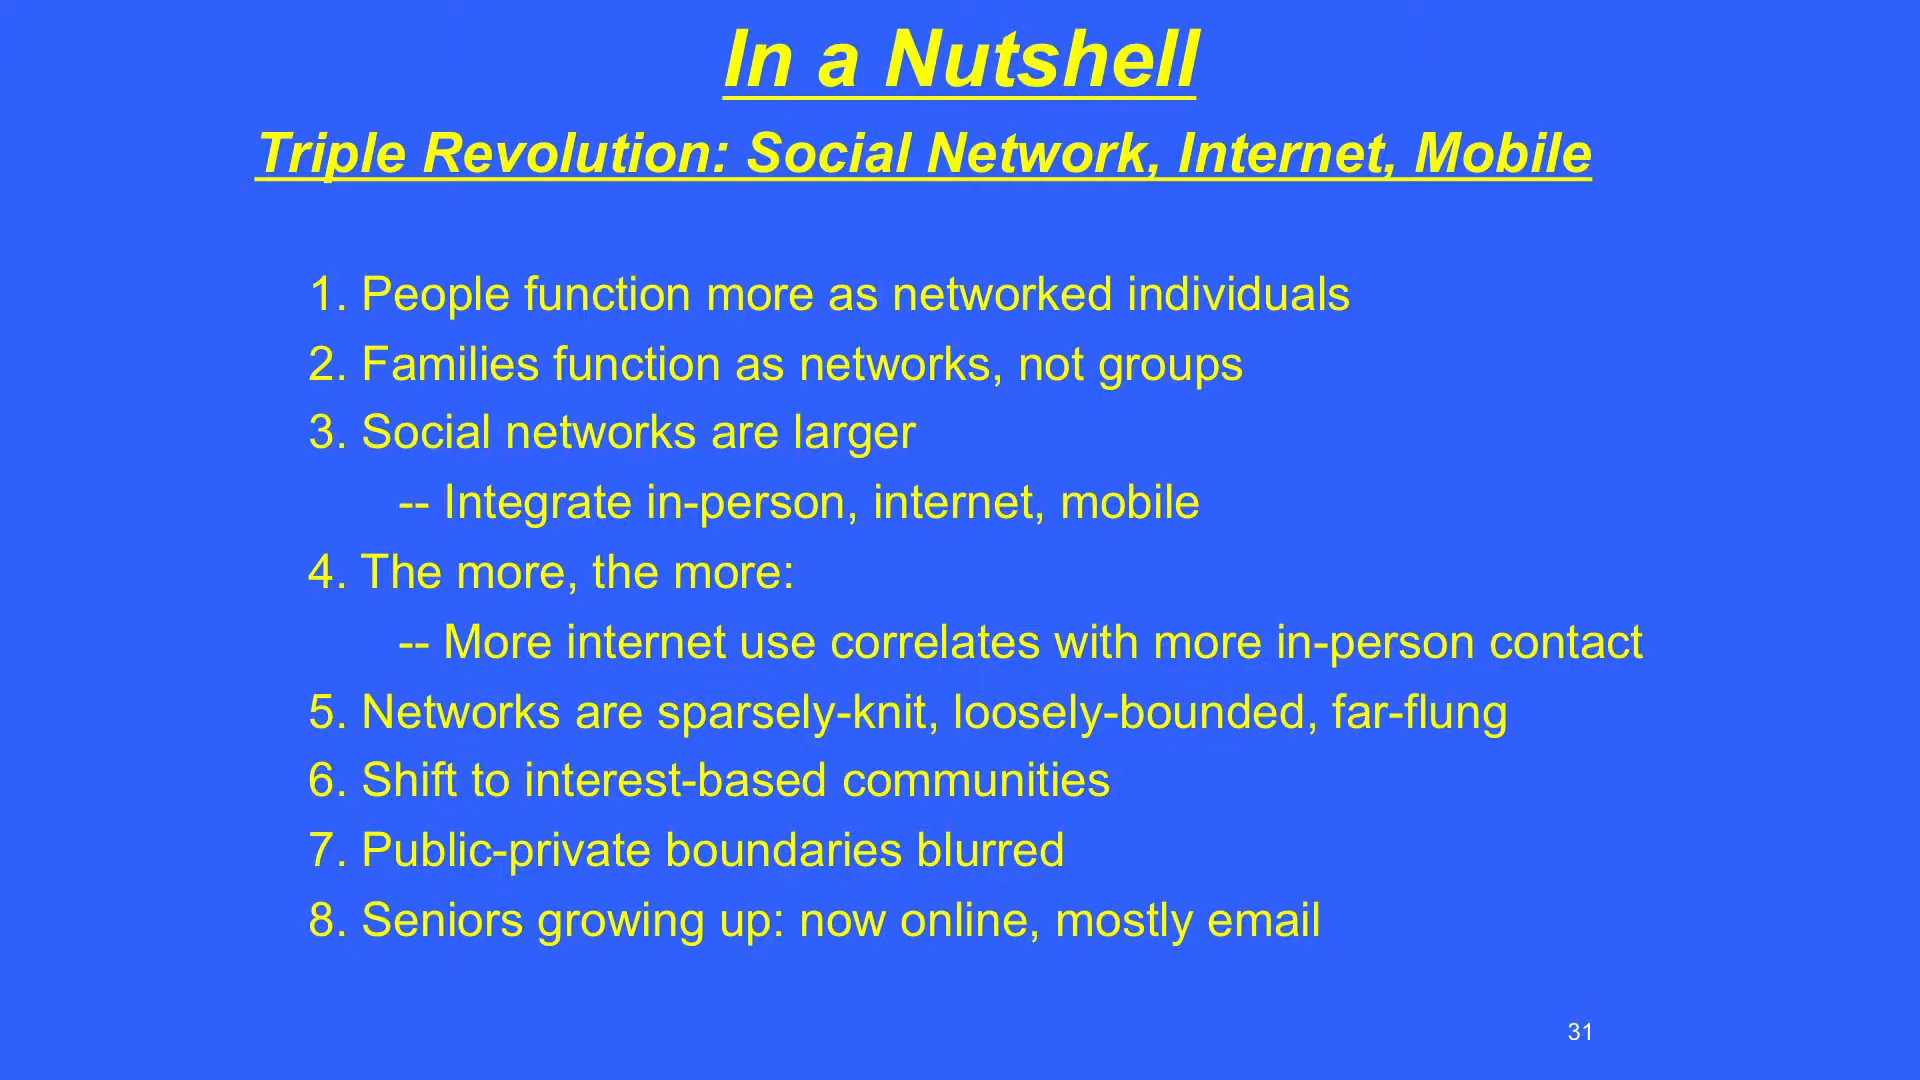 In a Nutshell
Triple Revolution: Social Network, Internet, Mobile
1. People function more as networked individuals
2. Families function as networks, not groups
3. Social networks are larger
-- Integrate in-person, internet, mobile
4. The more, the more:
-- More internet use correlates with more in-person contact
5. Networks are sparsely-knit, loosely-bounded, far-flung
6. Shift to interest-based communities
7. Public-private boundaries blurred
8. Seniors growing up: now online, mostly email
31